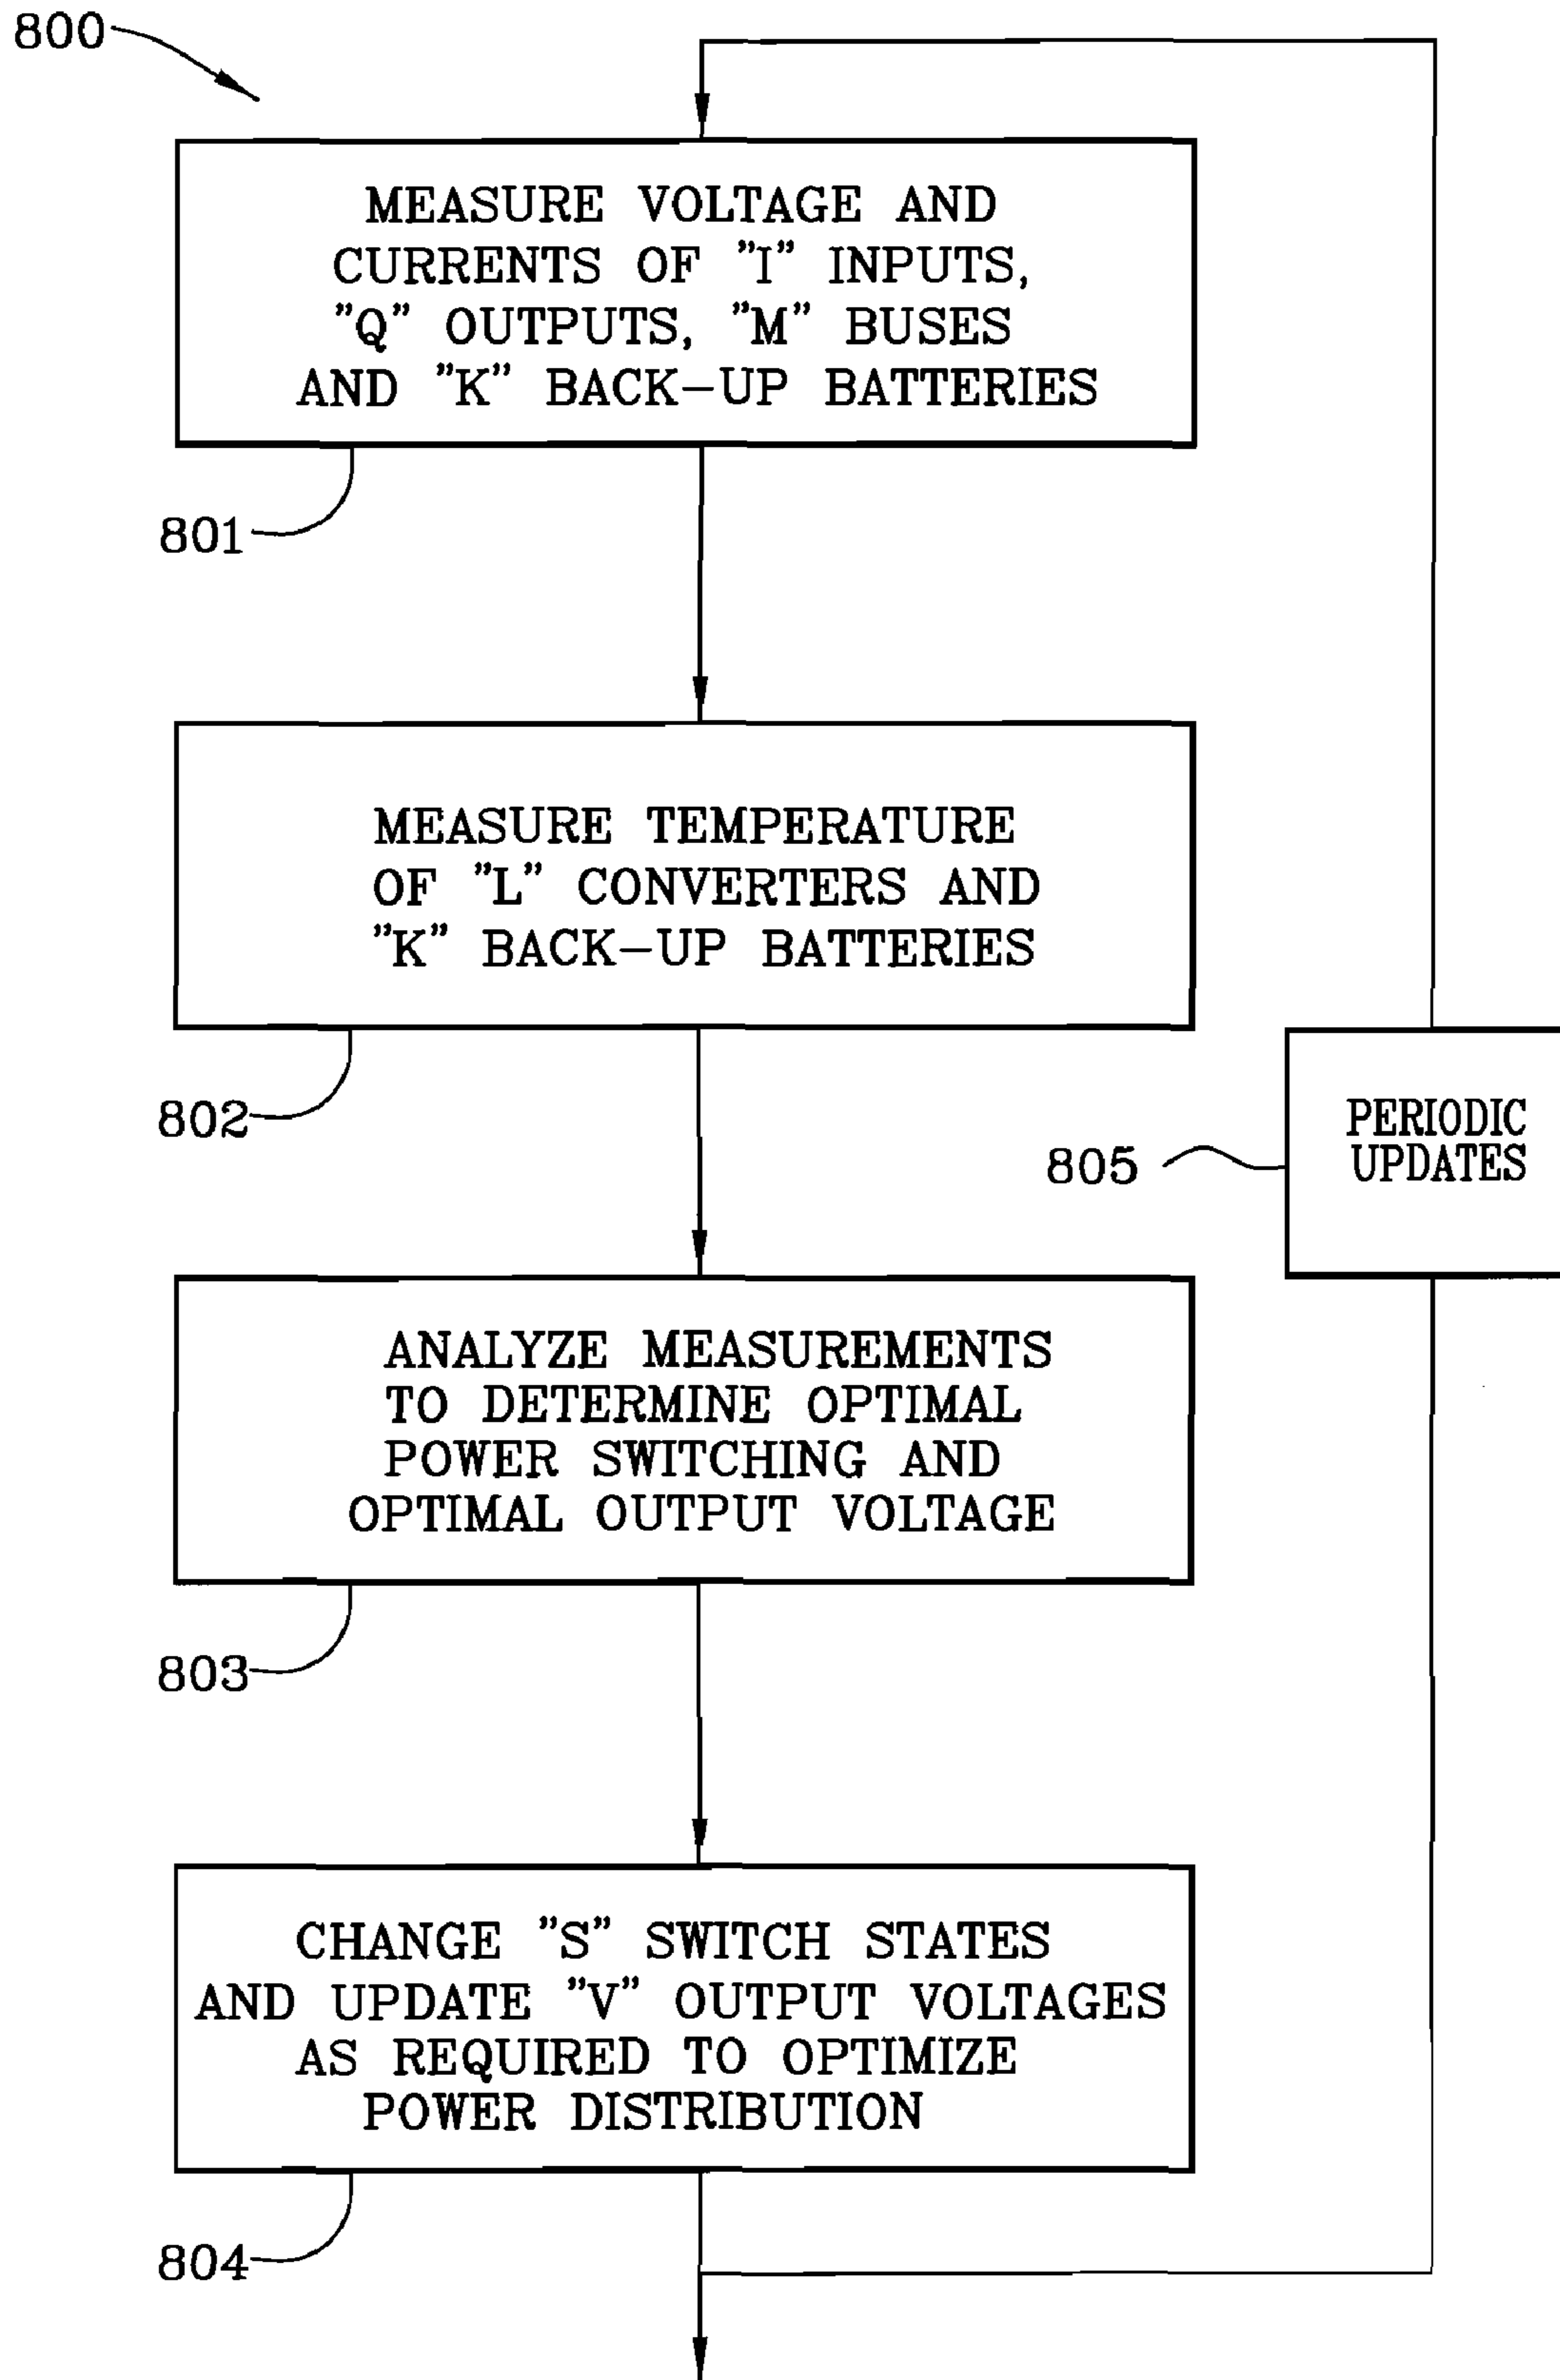 800
MEASURE VOLTAGE AND
CURRENTS OF "I" INPUTS,
"Q" OUTPUTS, "M" BUSES
AND "K" BACK-UP BATTERIES
801
MEASURE TEMPERATURE
OF "L" CONVERTERS AND
"K" BACK-UP BATTERIES
802
805
PERIODIC
UPDATES
ANALYZE MEASUREMENTS
TO DETERMINE OPTIMAL
POWER SWITCHING AND
OPTIMAL OUTPUT VOLTAGE
803
CHANGE "S" SWITCH STATES
AND UPDATE "V" OUTPUT VOLTAGES
AS REQUIRED TO OPTIMIZE
POWER DISTRIBUTION
804